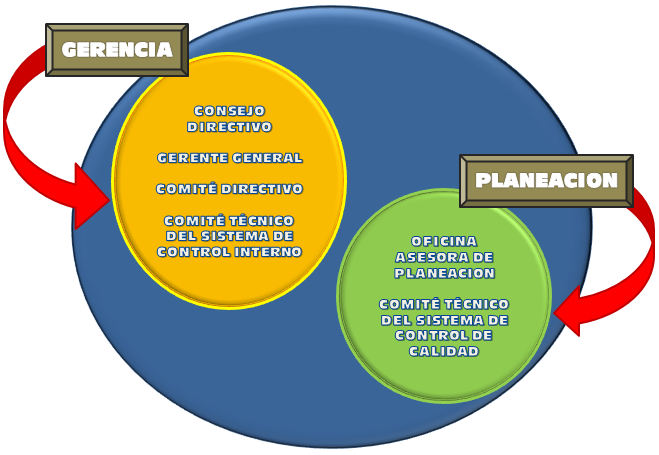 GERENCIA
CONSEJO
DIRECTIVO
GERENTE GENERAL
COMITÉ DIRECTIVO
COMITÉ TÉCNICO
DEL SISTEMA DE
CONTROL INTERNO
PLANEACION
OFICINA
ASESORA DE
PLANEACION
COMITÉ TÉCNICO
DEL SISTEMA DE
CONTROL DE
CALIDAD